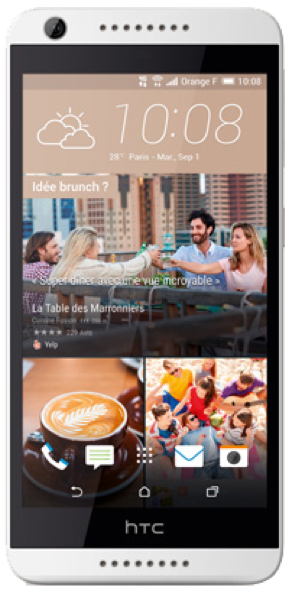 Orange F 10:08
10:08
28° Paris - Mar., Sep 1
Idée brunch ?
« Super dîner avec une vue incroyable »
La Table des Marronniers
Cuisine Fusion
229 Avis
Yelp
hTC